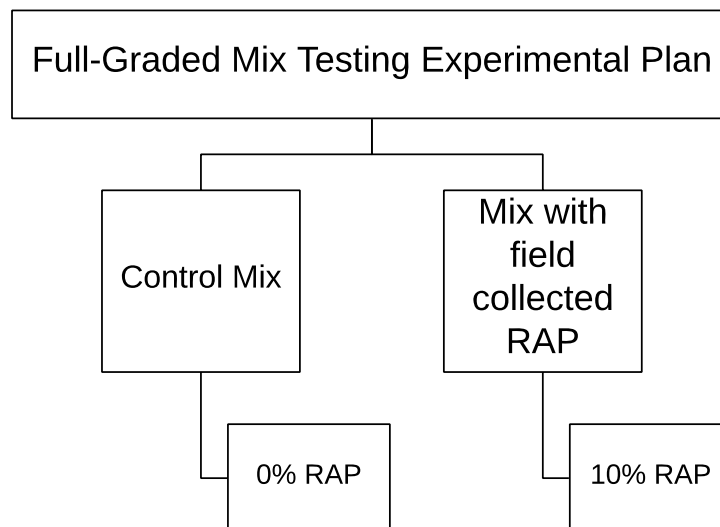 Full-Graded Mix Testing Experimental Plan
Control Mix
Mix with
field
collected
RAP
0% RAP
10% RAP